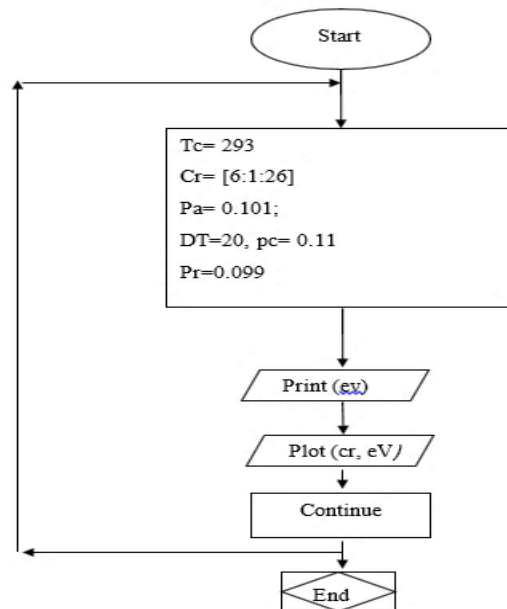 Start
Tc= 293
Cr= [6:1:26]
Pa= 0.101;
DT=20, pc= 0.11
Pr=0.099
Print (ev)
Plot (cr, eV)
Continue
End